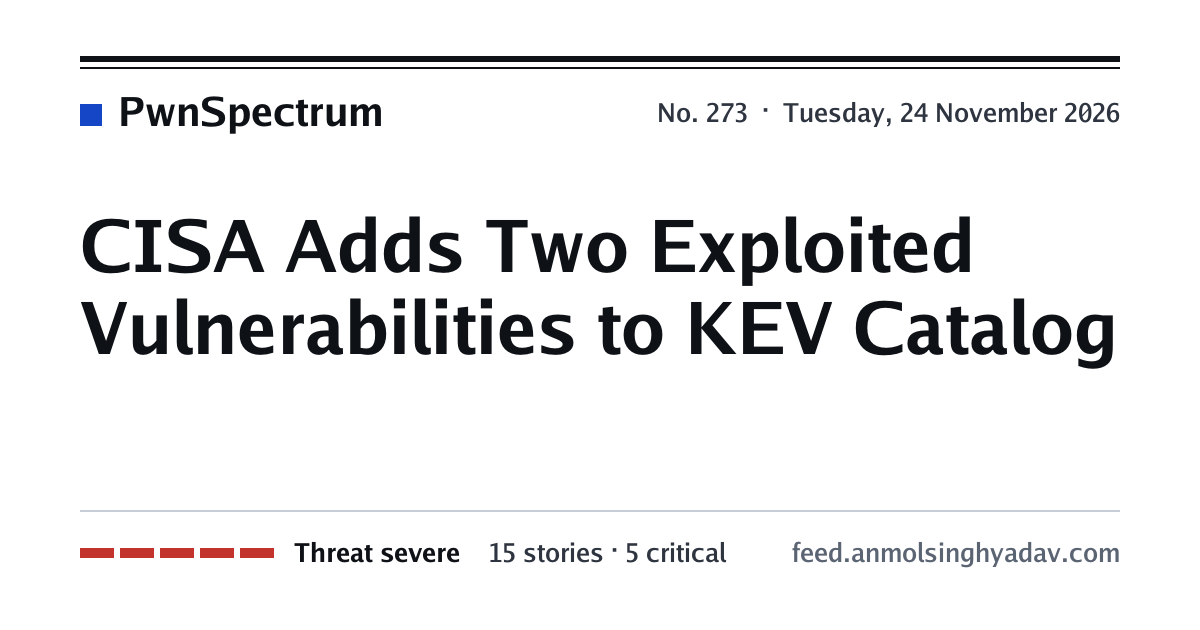 PwnSpectrum
No. 273 · Tuesday, 24 November 2026
CISA Adds Two Exploited
Vulnerabilities to KEV Catalog
Threat severe 15 stories · 5 critical
feed.anmolsinghyadav.com